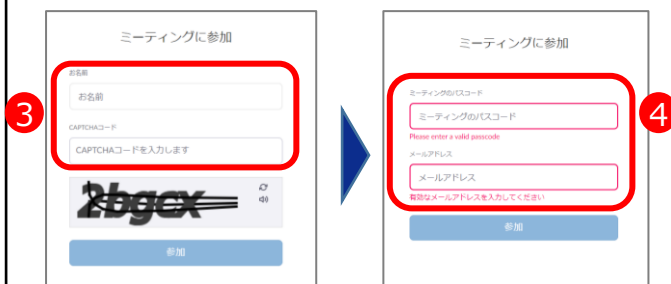 3
ミーティングに参加
お名前
お名前
CAPTCHAコード
CAPTCHAコードを入力します
2bgcx
参加
4
ミーティングに参加
ミーティングのパスコード
ミーティングのパスコード
Please enter a valid passcode
メールアドレス
メールアドレス
有効なメールアドレスを入力してください
参加